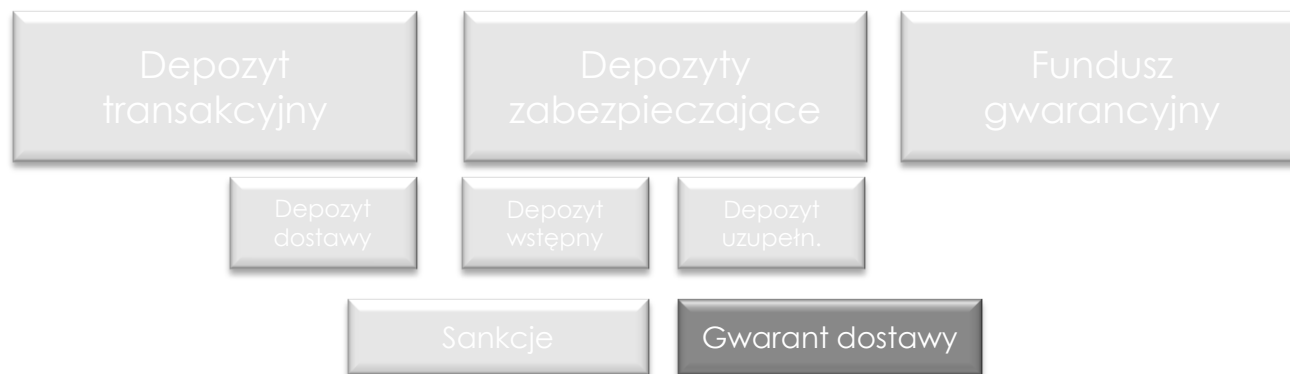 Depozyt
transakcyjny
Depozyty
zabezpieczające
Fundusz
gwarancyjny
Depozyt
dostawy
Depozyt
wstępny
Depozyt
uzupełn.
Sankcje
Gwarant dostawy